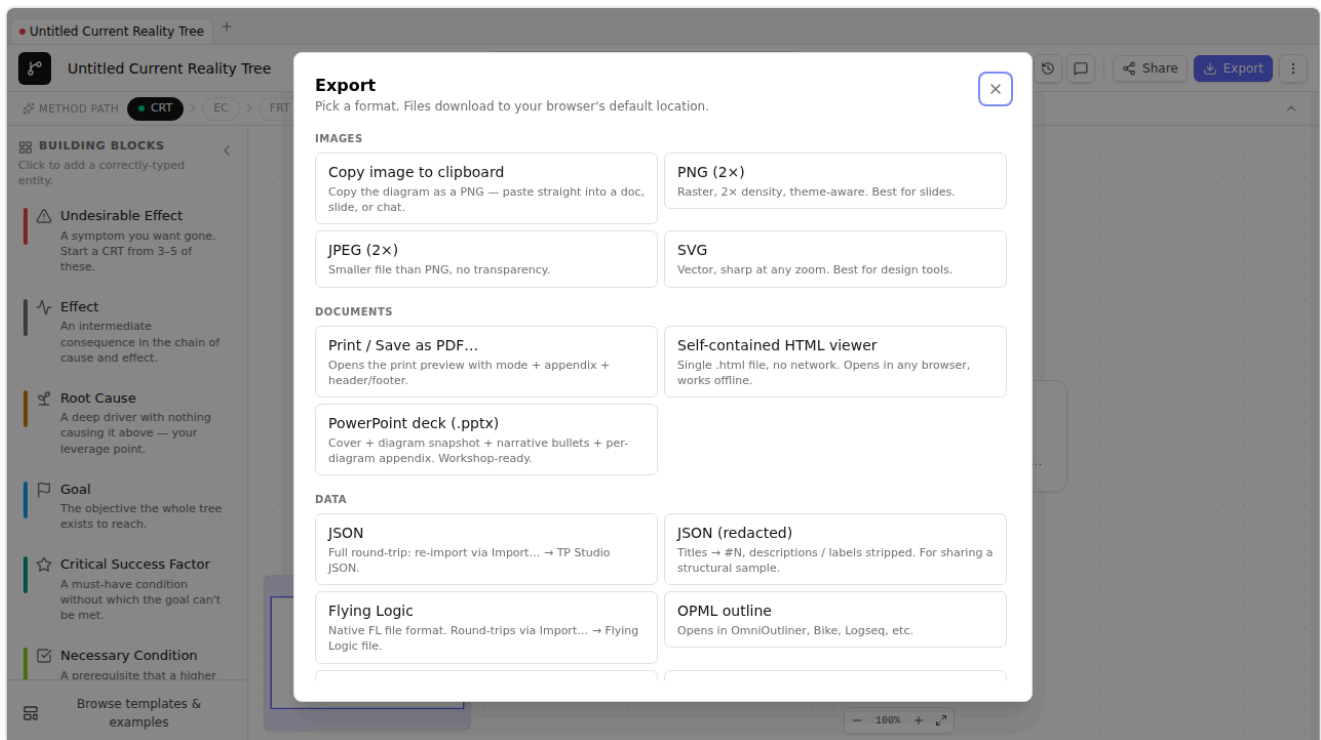 Untitled Current Reality Tree
Untitled Current Reality Tree
Share
Export
METHOD PATH
CRT
EC
FRT
BUILDING BLOCKS
Click to add a correctly-typed
entity.
Undesirable Effect
A symptom you want gone.
Start a CRT from 3–5 of
these.
Effect
An intermediate
consequence in the chain of
cause and effect.
Root Cause
A deep driver with nothing
causing it above — your
leverage point.
Goal
The objective the whole tree
exists to reach.
Critical Success Factor
A must-have condition
without which the goal can't
be met.
Necessary Condition
A prerequisite that a higher
Browse templates &
examples
Export
Pick a format. Files download to your browser's default location.
IMAGES
Copy image to clipboard
Copy the diagram as a PNG — paste straight into a doc,
slide, or chat.
PNG (2×)
Raster, 2× density, theme-aware. Best for slides.
JPEG (2×)
Smaller file than PNG, no transparency.
SVG
Vector, sharp at any zoom. Best for design tools.
DOCUMENTS
Print / Save as PDF…
Opens the print preview with mode + appendix +
header/footer.
Self-contained HTML viewer
Single .html file, no network. Opens in any browser,
works offline.
PowerPoint deck (.pptx)
Cover + diagram snapshot + narrative bullets + per-
diagram appendix. Workshop-ready.
DATA
JSON
Full round-trip: re-import via Import… → TP Studio
JSON.
JSON (redacted)
Titles → #N, descriptions / labels stripped. For sharing a
structural sample.
Flying Logic
Native FL file format. Round-trips via Import… → Flying
Logic file.
OPML outline
Opens in OmniOutliner, Bike, Logseq, etc.
…
100%